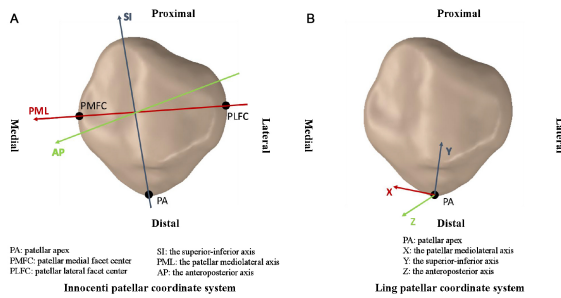 A
Proximal
SI
PML
PMFC
PLFC
AP
Medial
Lateral
PA
Distal
PA: patellar apex
PMFC: patellar medial facet center
PLFC: patellar lateral facet center
SI: the superior-inferior axis
PML: the patellar mediolateral axis
AP: the anteroposterior axis
Innocenti patellar coordinate system
B
Proximal
Medial
Lateral
Y
X
Z
PA
Distal
PA: patellar apex
X: the patellar mediolateral axis
Y: the superior-inferior axis
Z: the anteroposterior axis
Ling patellar coordinate system